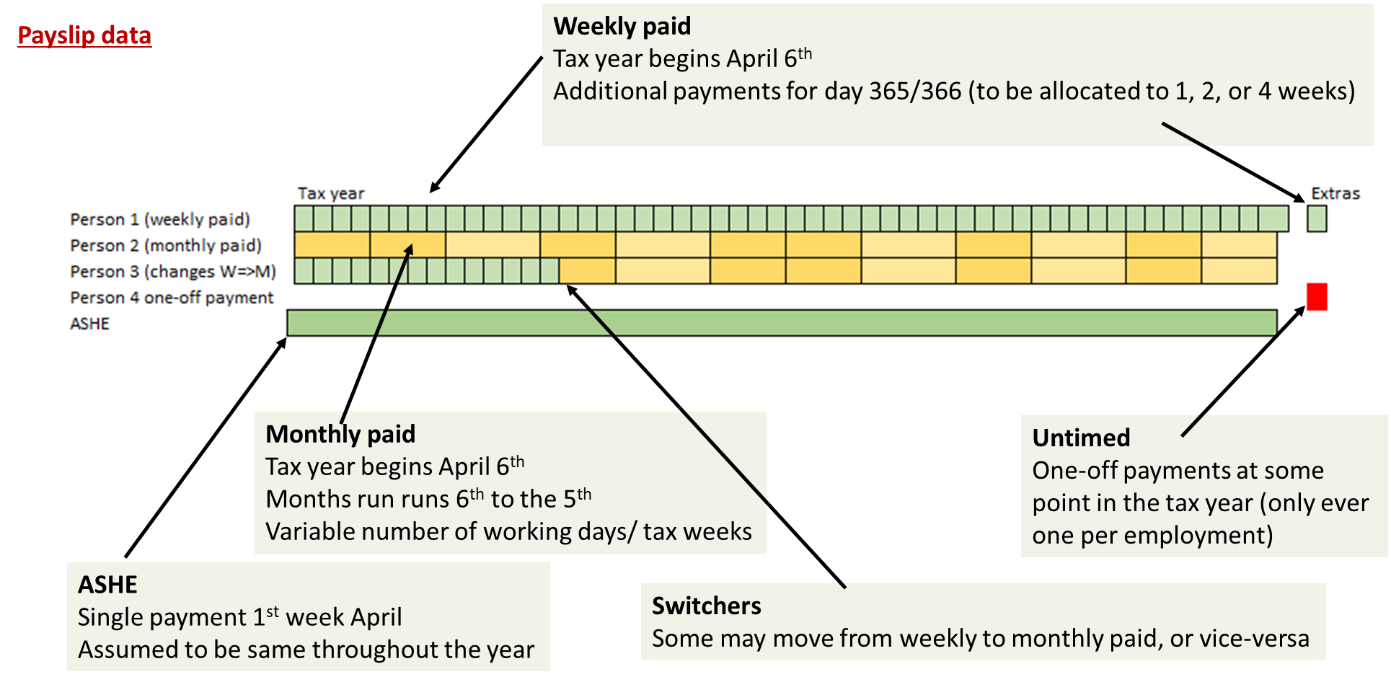 Payslip data
Weekly paid
Tax year begins April 6th
Additional payments for day 365/366 (to be allocated to 1, 2, or 4 weeks)
Tax year
Extras
Person 1 (weekly paid)
Person 2 (monthly paid)
Person 3 (changes W=>M)
Person 4 one-off payment
ASHE
Monthly paid
Tax year begins April 6th
Months run runs 6th to the 5th
Variable number of working days/ tax weeks
Untimed
One-off payments at some
point in the tax year (only ever
one per employment)
ASHE
Single payment 1st week April
Assumed to be same throughout the year
Switchers
Some may move from weekly to monthly paid, or vice-versa